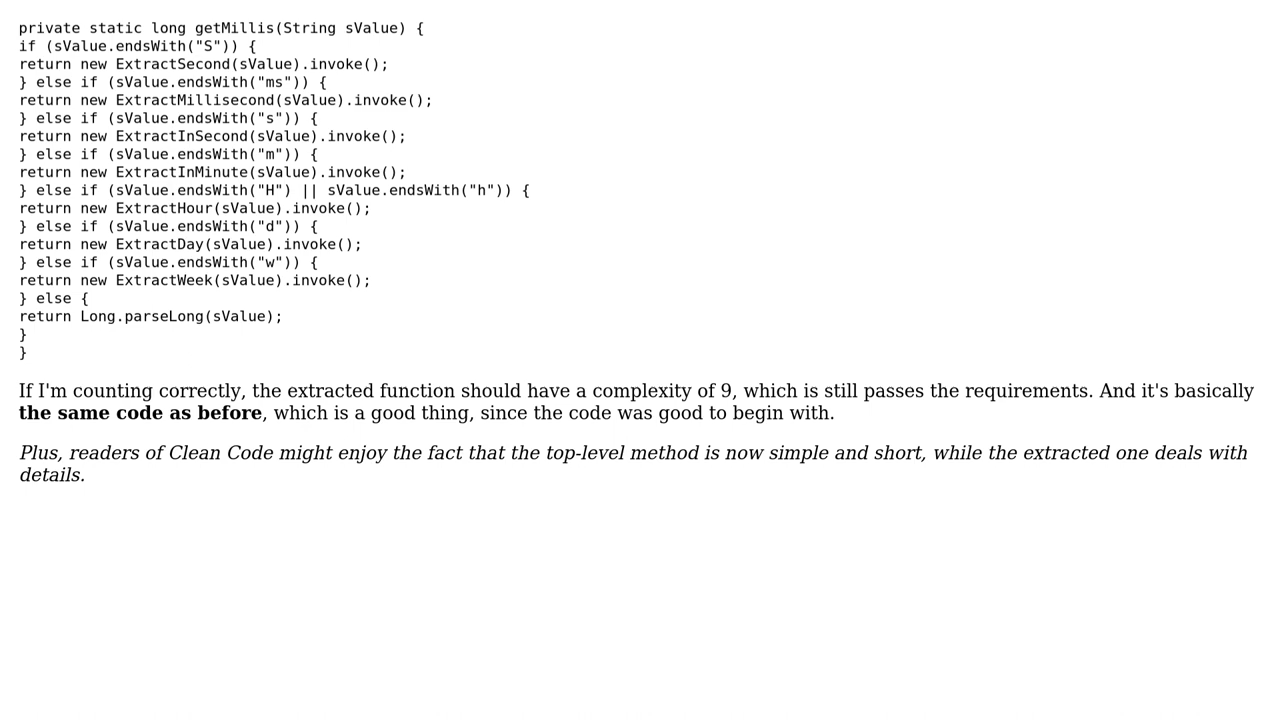 private static long getMillis(String sValue) {
if (sValue.endsWith("S")) {
return new ExtractSecond(sValue).invoke();
} else if (sValue.endsWith("ms")) {
return new ExtractMillisecond(sValue).invoke();
} else if (sValue.endsWith("s")) {
return new ExtractInSecond(sValue).invoke();
} else if (sValue.endsWith("m")) {
return new ExtractInMinute(sValue).invoke();
} else if (sValue.endsWith("H") || sValue.endsWith("h")) {
return new ExtractHour(sValue).invoke();
} else if (sValue.endsWith("d")) {
return new ExtractDay(sValue).invoke();
} else if (sValue.endsWith("w")) {
return new ExtractWeek(sValue).invoke();
} else {
return Long.parseLong(sValue);
}
}
If I'm counting correctly, the extracted function should have a complexity of 9, which is still passes the requirements. And it's basically
the same code as before, which is a good thing, since the code was good to begin with.
Plus, readers of Clean Code might enjoy the fact that the top-level method is now simple and short, while the extracted one deals with
details.